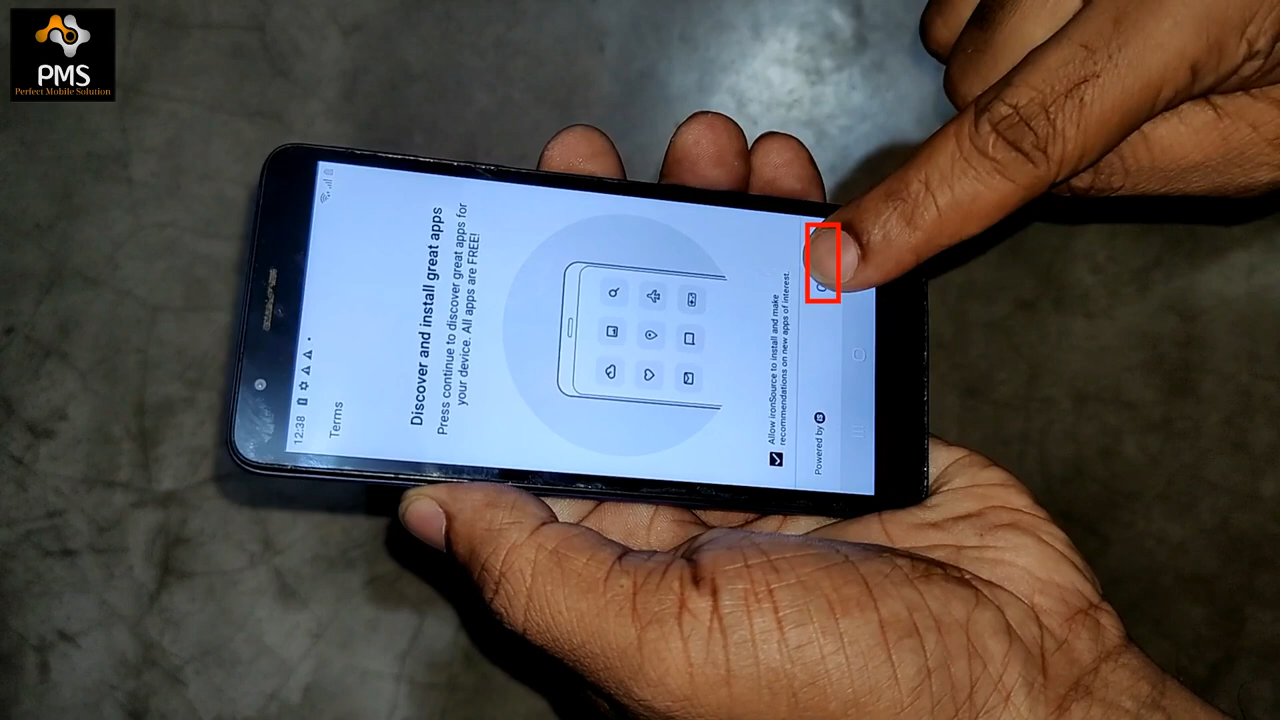 PMS
Perfect Mobile Solution
12:38
Terms
Discover and install great apps
Press continue to discover great apps for
your device. All apps are FREE!
Allow ironSource to install and make
recommendations on new apps of interest.
Powered by iS